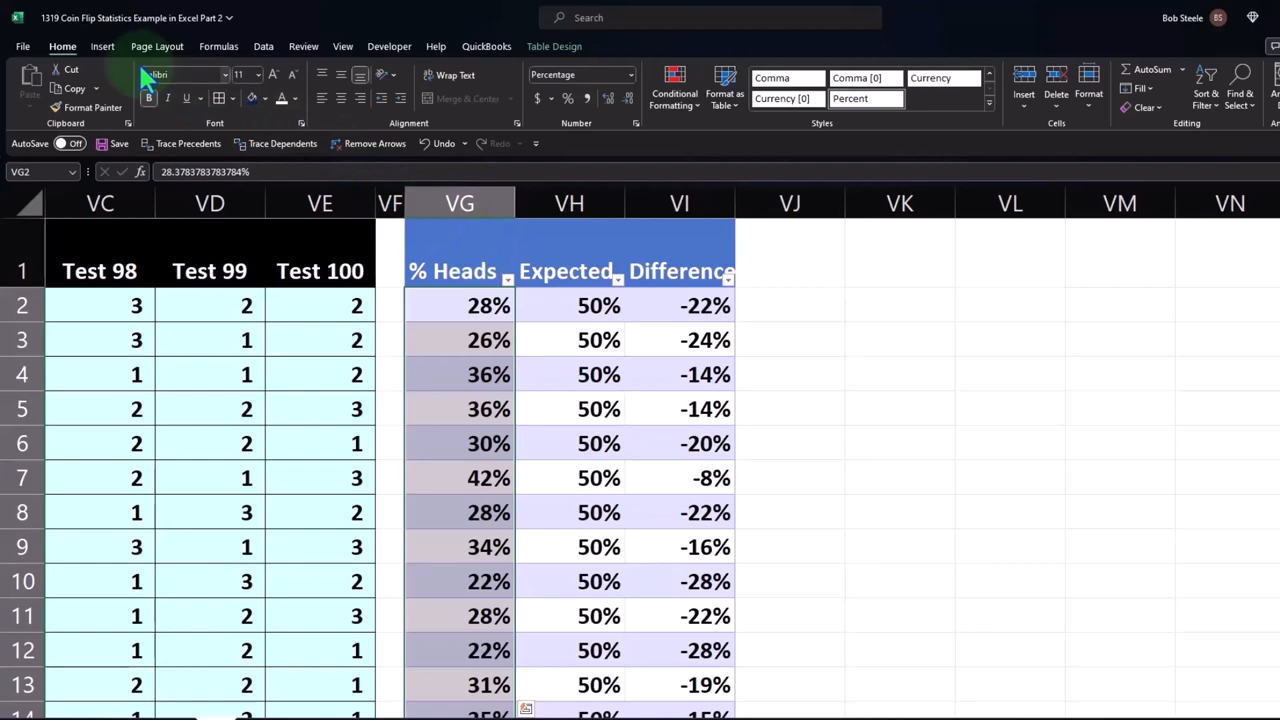 1319 Coin Flip Statistics Example in Excel Part 2
Search
Bob Steele BS
File Home Insert Page Layout Formulas Data Review View Developer Help QuickBooks Table Design
Cut
Copy
Format Painter
Paste
Clipboard
11
B I U
Font
Wrap Text
Merge & Center
Alignment
Percentage
$ % ,
Number
Conditional Formatting
Format as Table
Comma Comma [0] Currency
Currency [0] Percent
Styles
Insert Delete Format
Cells
AutoSum
Fill
Clear
Sort & Filter
Find & Select
Editing
AutoSave Off Save Trace Precedents Trace Dependents Remove Arrows Undo Redo
VG2 fx 28.3783783783784%
VC VD VE VF VG VH VI VJ VK VL VM VN
1 Test 98 Test 99 Test 100 % Heads Expected Difference
2 3 2 2 28% 50% -22%
3 3 1 2 26% 50% -24%
4 1 1 2 36% 50% -14%
5 2 2 3 36% 50% -14%
6 2 2 1 30% 50% -20%
7 2 1 3 42% 50% -8%
8 1 3 2 28% 50% -22%
9 3 1 3 34% 50% -16%
10 1 3 2 22% 50% -28%
11 1 2 3 28% 50% -22%
12 1 2 1 22% 50% -28%
13 2 2 1 31% 50% -19%